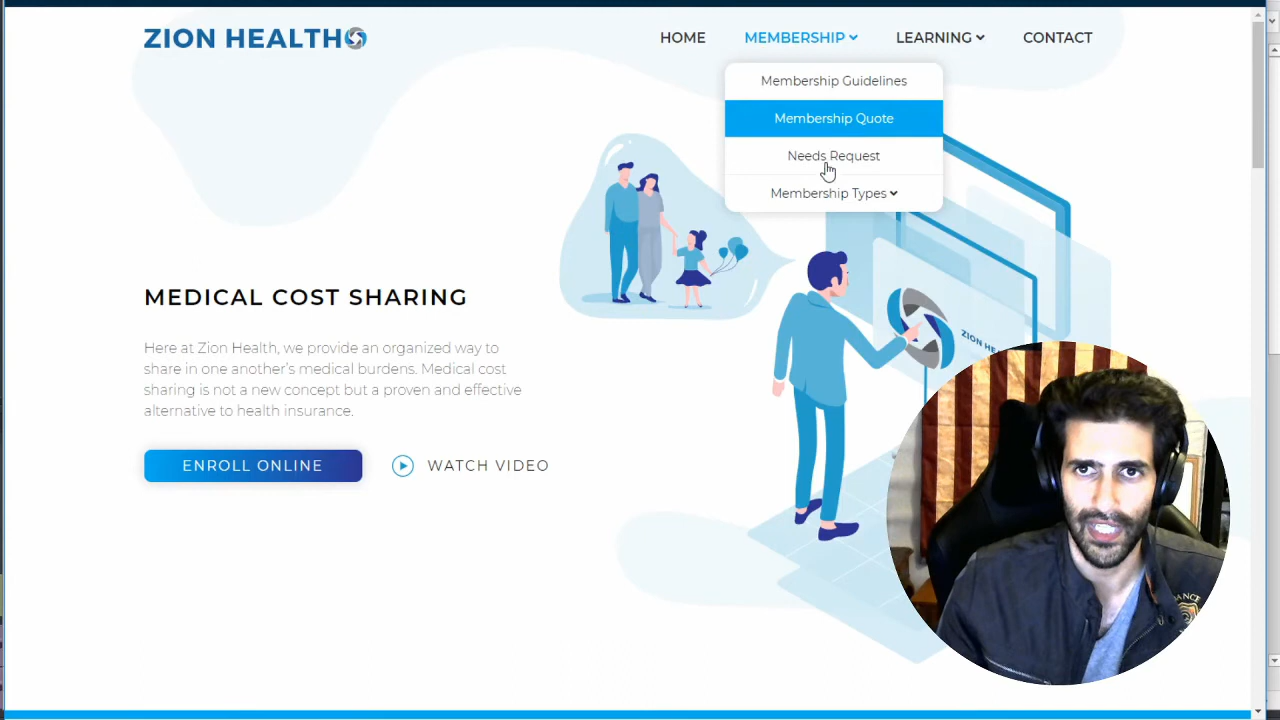 ZION HEALTH
HOME
MEMBERSHIP
LEARNING
CONTACT
Membership Guidelines
Membership Quote
Needs Request
Membership Types
MEDICAL COST SHARING
Here at Zion Health, we provide an organized way to
share in one another's medical burdens. Medical cost
sharing is not a new concept but a proven and effective
alternative to health insurance.
ENROLL ONLINE
WATCH VIDEO
ZION HE